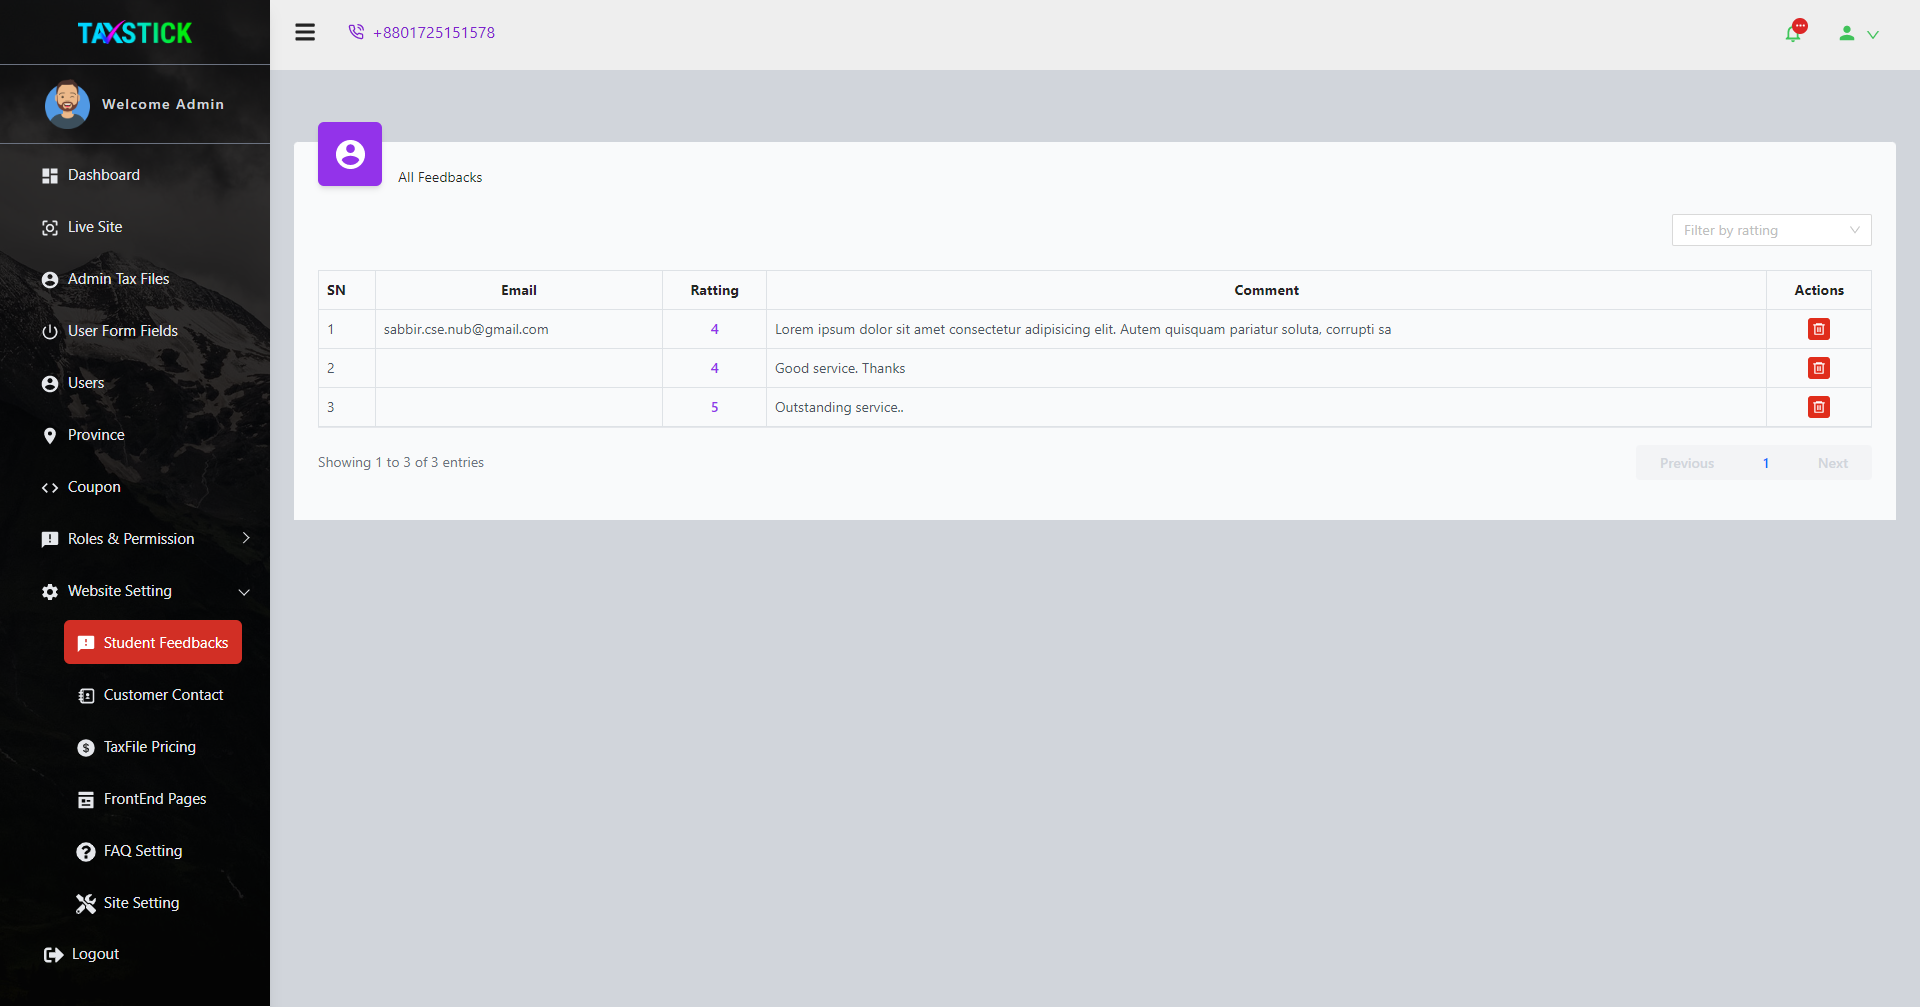 TAXSTICK
+8801725151578
Welcome Admin
Dashboard
Live Site
Admin Tax Files
User Form Fields
Users
Province
Coupon
Roles & Permission
Website Setting
Student Feedbacks
Customer Contact
TaxFile Pricing
FrontEnd Pages
FAQ Setting
Site Setting
Logout
All Feedbacks
Filter by ratting
SN Email Ratting Comment Actions
1 sabbir.cse.nub@gmail.com 4 Lorem ipsum dolor sit amet consectetur adipisicing elit. Autem quisquam pariatur soluta, corrupti sa
2 4 Good service. Thanks
3 5 Outstanding service..
Showing 1 to 3 of 3 entries
Previous 1 Next